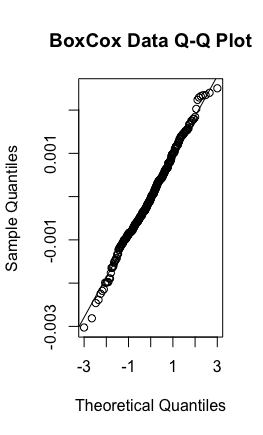 BoxCox Data Q-Q Plot
Sample Quantiles
0.001
-0.001
-0.003
-3 -1 1 3
Theoretical Quantiles